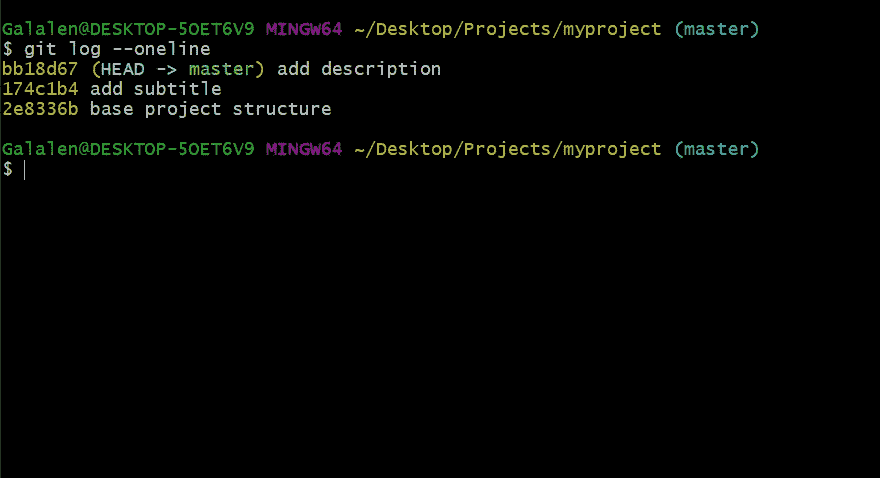 Galalen@DESKTOP-5OET6V9 MINGW64 ~/Desktop/Projects/myproject (master)
$ git log --oneline
bb18d67 (HEAD -> master) add description
174c1b4 add subtitle
2e8336b base project structure
Galalen@DESKTOP-5OET6V9 MINGW64 ~/Desktop/Projects/myproject (master)
$